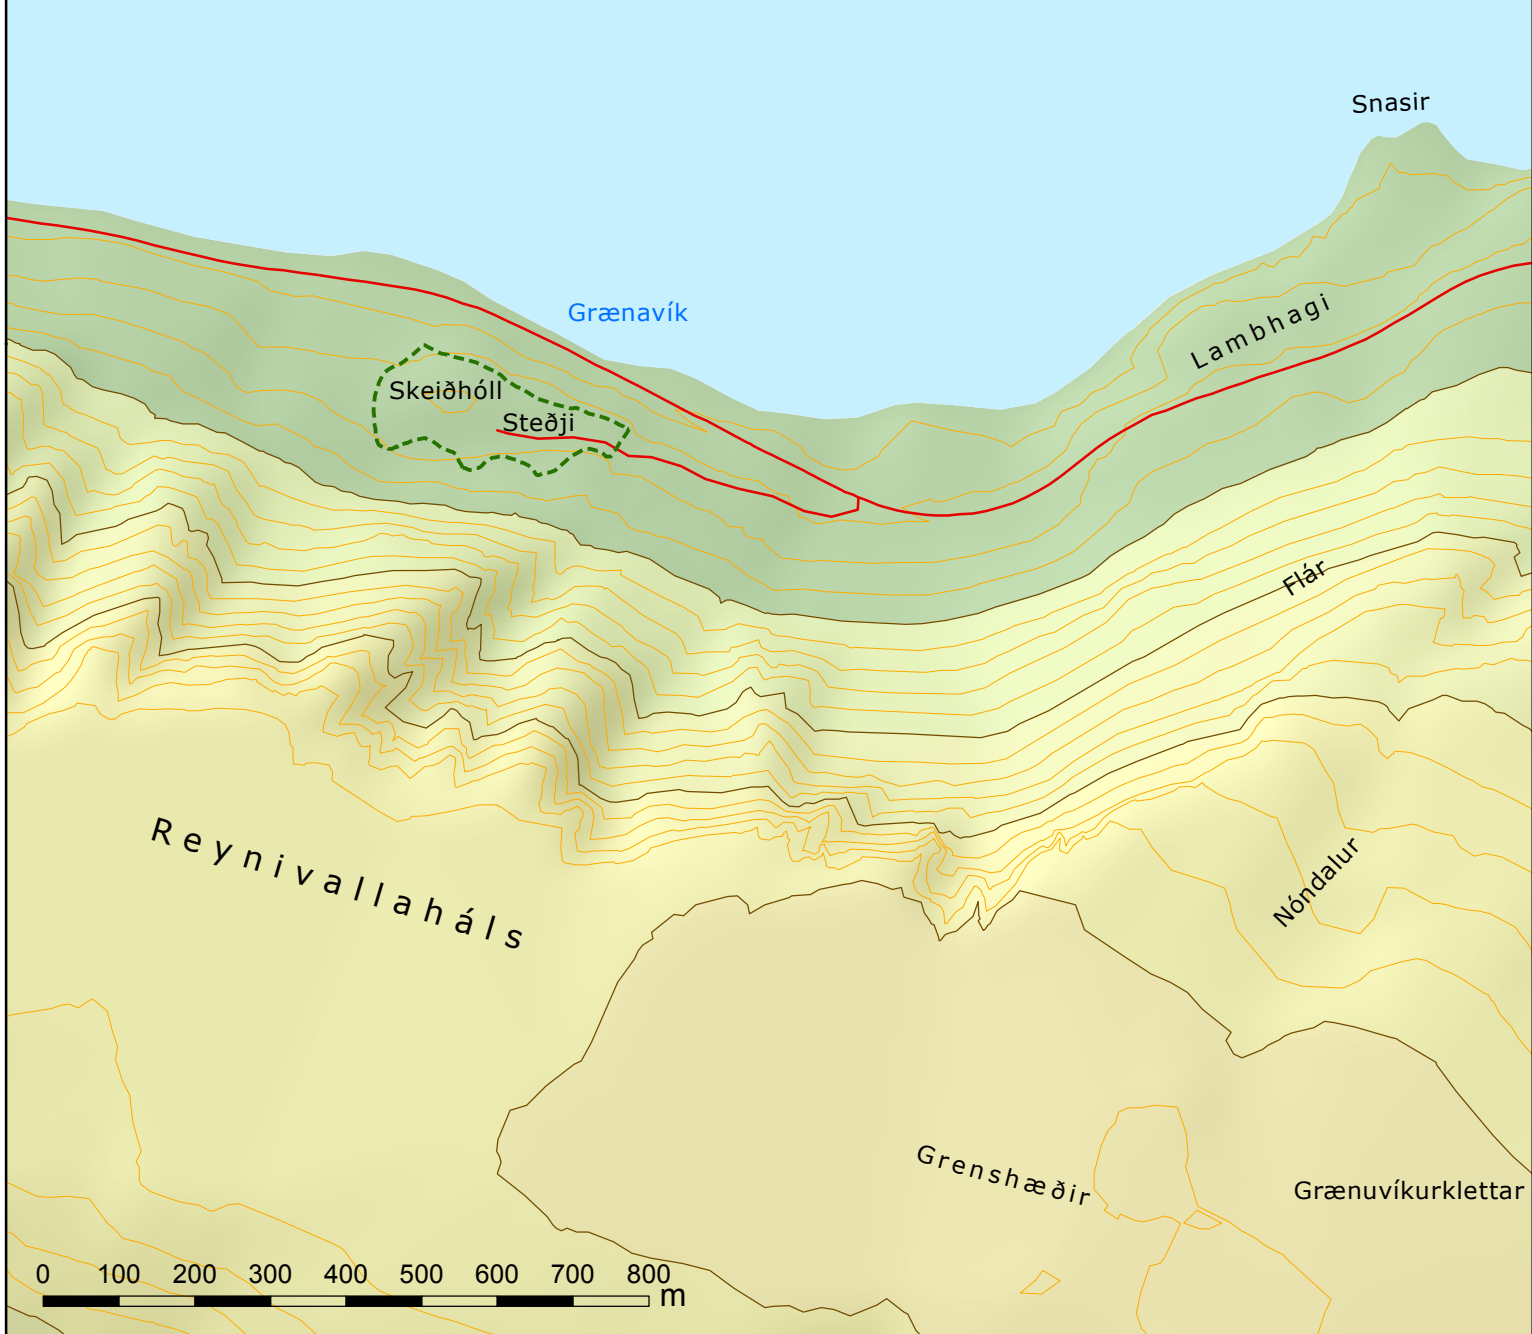 Snasir
Grænavík
Lambhagi
Skeiðhóll
Steðji
Flár
Reynivallaháls
Nóndalur
Grenshæðir
Grænuvíkurklettar
0 100 200 300 400 500 600 700 800 m